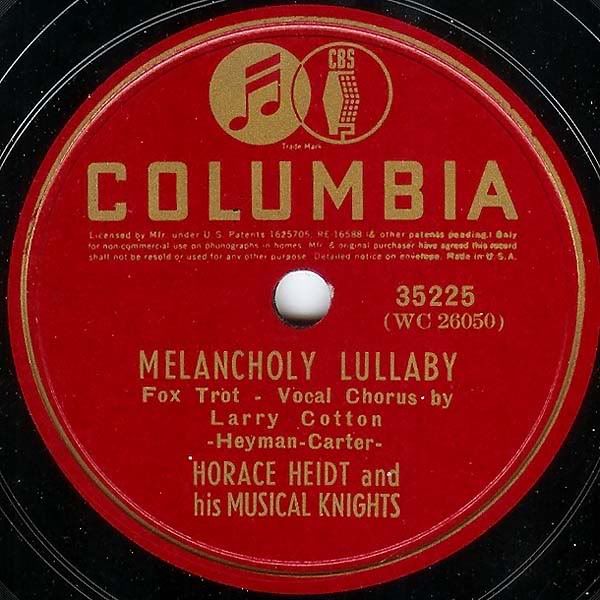 CBS
Trade Mark
COLUMBIA
Licensed by Mfr. under U.S. Patents 1625705, RE 16588 (& other patents pending.) Only
for non-commercial use on phonographs in homes. Mfr. & original purchaser have agreed this record
shall not be resold or used for any other purpose. Detailed notice on envelope. Made in U.S.A.
35225
(WC 26050)
MELANCHOLY LULLABY
Fox Trot - Vocal Chorus by
Larry Cotton
-Heyman-Carter-
HORACE HEIDT and
his MUSICAL KNIGHTS